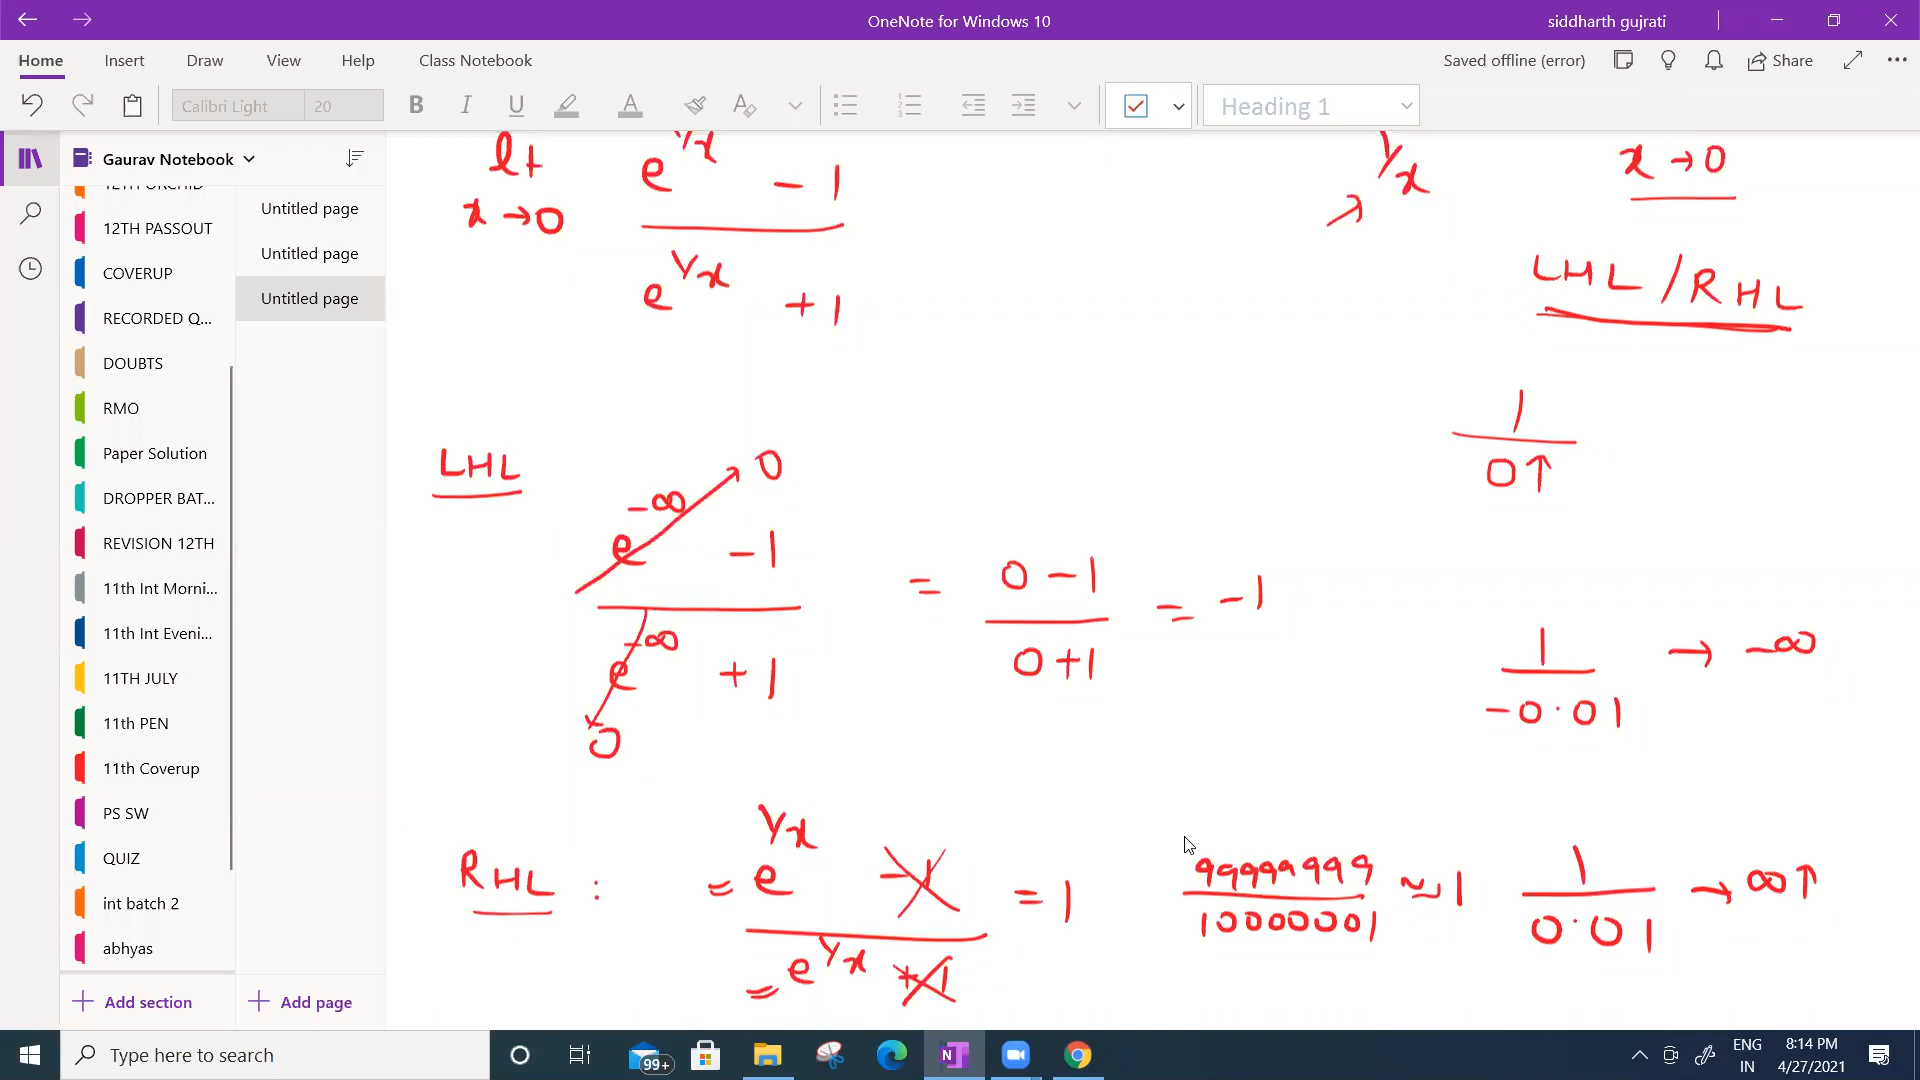 OneNote for Windows 10
siddharth gujrati
Home Insert Draw View Help Class Notebook
Saved offline (error) Share
Calibri Light 20 B I U A Heading 1
Gaurav Notebook
12TH ORCHID
12TH PASSOUT
COVERUP
RECORDED Q...
DOUBTS
RMO
Paper Solution
DROPPER BAT...
REVISION 12TH
11th Int Morni...
11th Int Eveni...
11TH JULY
11th PEN
11th Coverup
PS SW
QUIZ
int batch 2
abhyas
Add section
Untitled page
Untitled page
Untitled page
Add page
lt e^1/x - 1
x → 0
e^1/x + 1
1/x
x → 0
LHL / RHL
1
0↑
LHL
0
e^-∞ - 1
e^-∞ + 1
0
= 0 - 1
0 + 1
= -1
1
-0.01
→ -∞
RHL : = e^1/x - 1
= e^1/x + 1
= 1
99999999
10000001
≈ 1
1
0.01
→ ∞↑
Type here to search
99+
ENG
IN
8:14 PM
4/27/2021